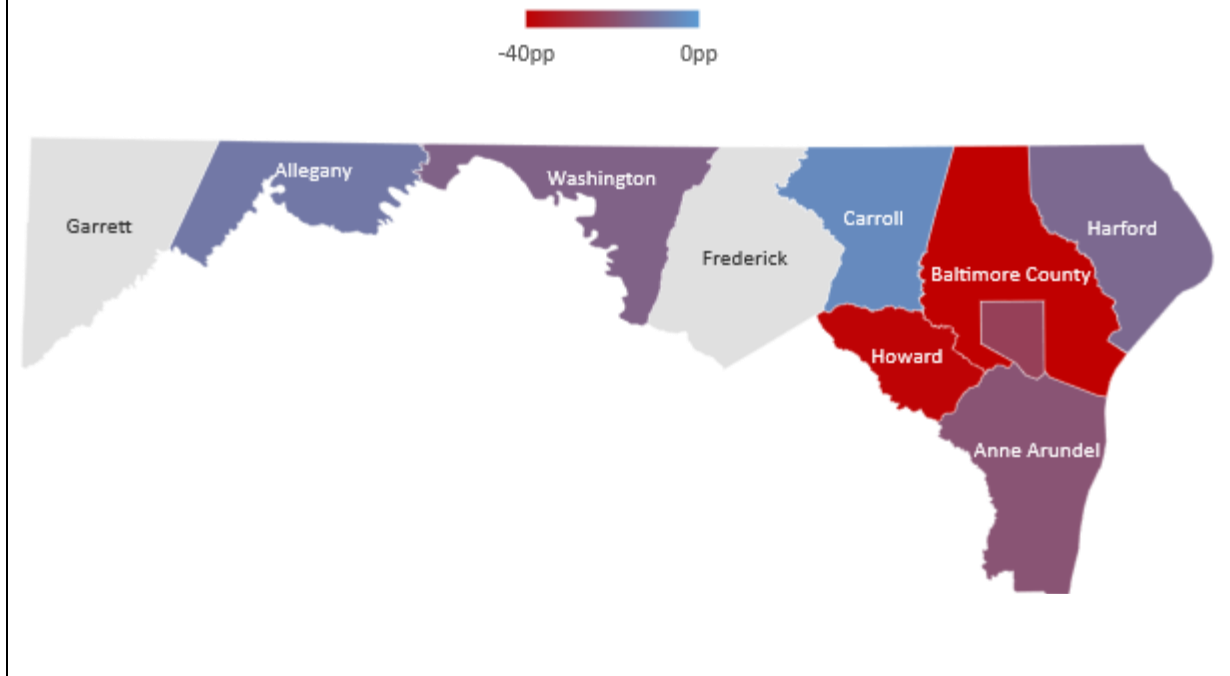 -40pp 0pp
Allegany
Washington
Garrett
Carroll
Harford
Frederick
Baltimore County
Howard
Anne Arundel